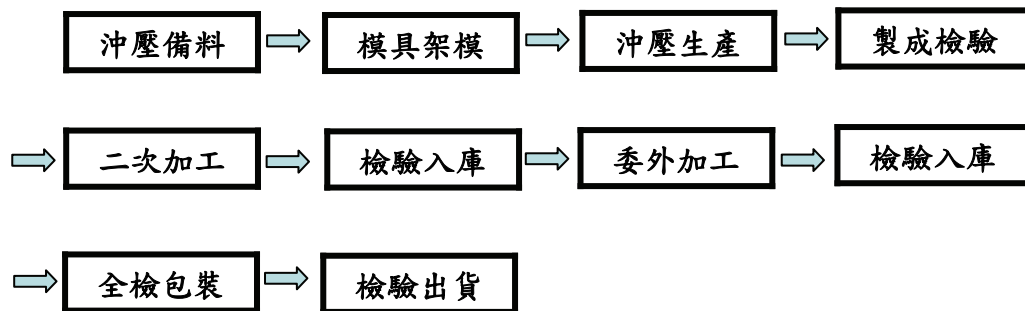 沖壓備料 模具架模 沖壓生產 製成檢驗
二次加工 檢驗入庫 委外加工 檢驗入庫
全檢包裝 檢驗出貨